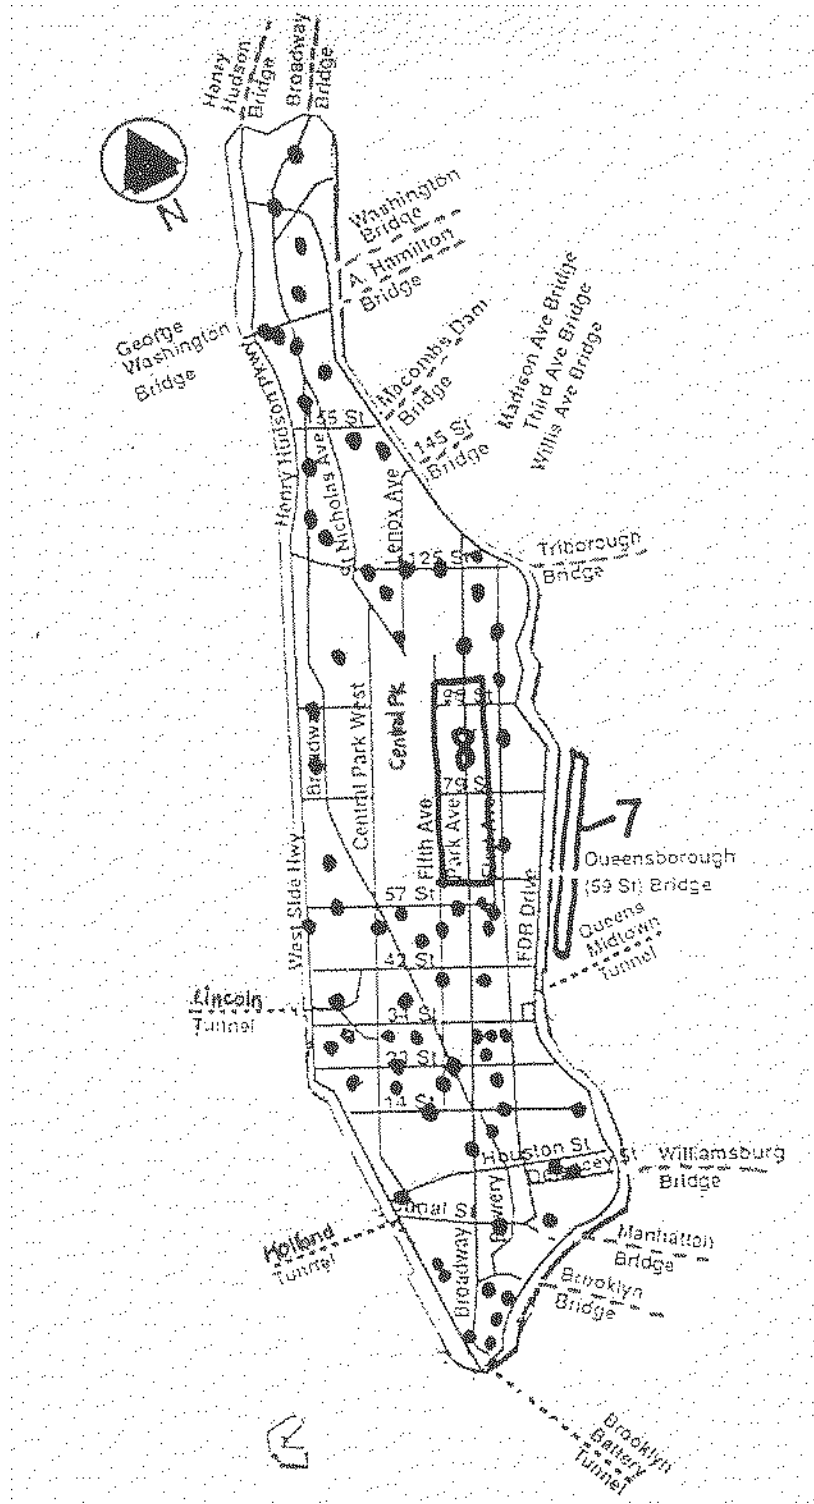 Henry
Hudson
Bridge
Broadway
Bridge
N
Washington
Bridge
A. Hamilton
Bridge
George
Washington
Bridge
Henry Hudson Pkwy
Macombs Dam
Bridge
Madison Ave Bridge
Third Ave Bridge
Willis Ave Bridge
155 St
145 St
Bridge
St Nicholas Ave
Lenox Ave
125 St
Triborough
Bridge
Broadway
Central Park West
Central Pk
8
79 St
Fifth Ave
Park Ave
7
Queensborough
(59 St) Bridge
57 St
West Side Hwy
FDR Drive
Queens
Midtown
Tunnel
42 St
Lincoln
Tunnel
34 St
23 St
14 St
Houston St
Delancey St
Williamsburg
Bridge
Canal St
Bowery
Broadway
Holland
Tunnel
Manhattan
Bridge
Brooklyn
Bridge
Brooklyn
Battery
Tunnel